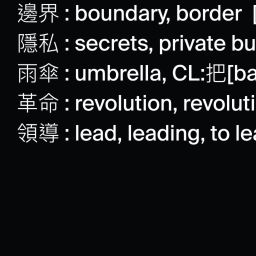 邊界 : boundary, border [
隱私 : secrets, private bu
雨傘 : umbrella, CL:把[ba
革命 : revolution, revoluti
領導 : lead, leading, to le